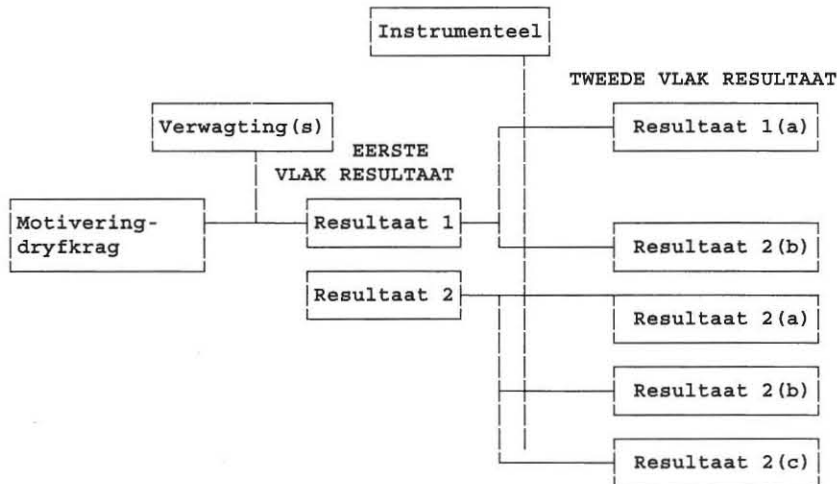 Instrumenteel
TWEEDE VLAK RESULTAAT
Verwagting(s)
Resultaat 1(a)
EERSTE
VLAK RESULTAAT
Motivering-
dryfkrag
Resultaat 1
Resultaat 2(b)
Resultaat 2
Resultaat 2(a)
Resultaat 2(b)
Resultaat 2(c)